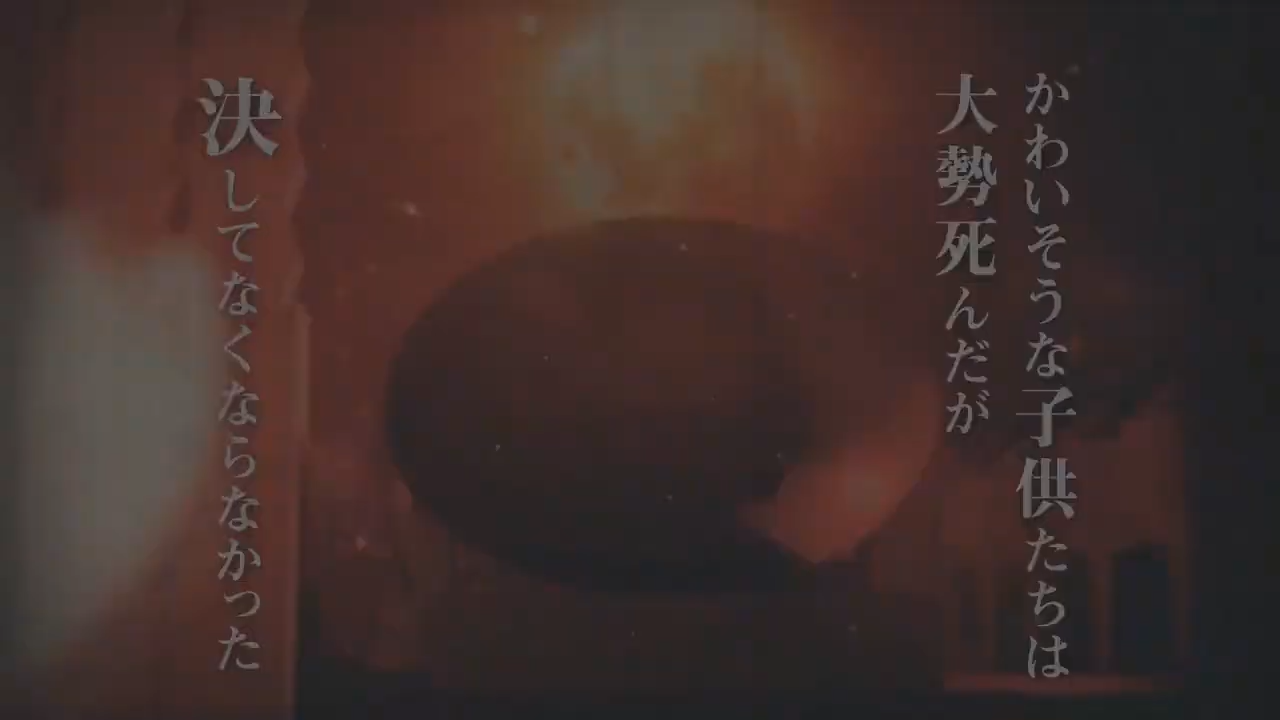 かわいそうな子供たちは
大勢死んだが
決してなくならなかった